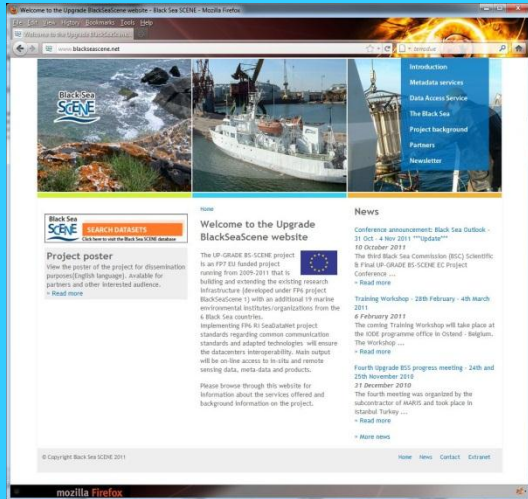 Welcome to the Upgrade BlackSeaScene website - Black Sea Scene - Mozilla Firefox
File Edit View History Bookmarks Tools Help
Welcome to the Upgrade BlackSeaScene...
www.blackseascene.net
Introduction
Metadata services
Data Access Service
The Black Sea
Project background
Partners
Newsletter
Black Sea
SCENE
Black Sea
SCENE
SEARCH DATASETS
Click here to visit the Black Sea SCENE database
Project poster
View the poster of the project for dissemination
purposes(English language). Available for
partners and other interested audience.
» Read more
Home
Welcome to the Upgrade
BlackSeaScene website
The UP-GRADE BS-SCENE project
is an FP7 EU funded project
running from 2009-2011 that is
building and extending the existing research
infrastructure (developed under FP6 project
BlackSeaScene 1) with an additional 19 marine
environmental institutes/organizations from the
6 Black Sea countries.
Implementing FP6 RI SeaDataNet project
standards regarding common communication
standards and adapted technologies will ensure
the datacenters interoperability. Main output
will be on-line access to in-situ and remote
sensing data, meta-data and products.
Please browse through this website for
information about the services offered and
background information on the project.
News
Conference announcement: Black Sea Outlook -
31 Oct - 4 Nov 2011 ***Update***
10 October 2011
The third Black Sea Commission (BSC) Scientific
& Final UP-GRADE BS-SCENE EC Project
Conference ...
» Read more
Training Workshop - 28th February - 4th March
2011
6 February 2011
The coming Training Workshop will take place at
the IODE programme office in Ostend - Belgium.
The Workshop ...
» Read more
Fourth Upgrade BSS progress meeting - 24th and
25th November 2010
21 December 2010
The fourth meeting was organized by the
subcontractor of MARIS and took place in
Istanbul Turkey ...
» Read more
» More news
© Copyright Black Sea SCENE 2011
Home News Contact Extranet
mozilla Firefox